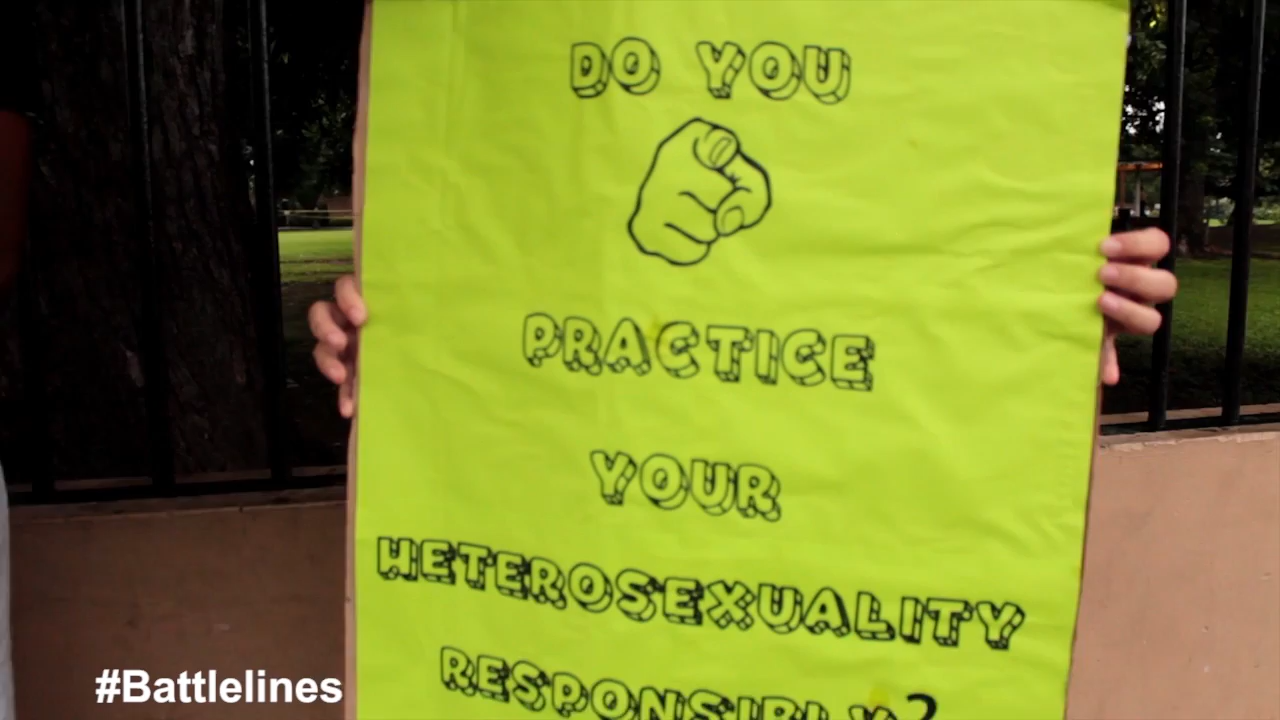 DO YOU
PRACTICE
YOUR
HETEROSEXUALITY
RESPONSIBLY?
#Battlelines